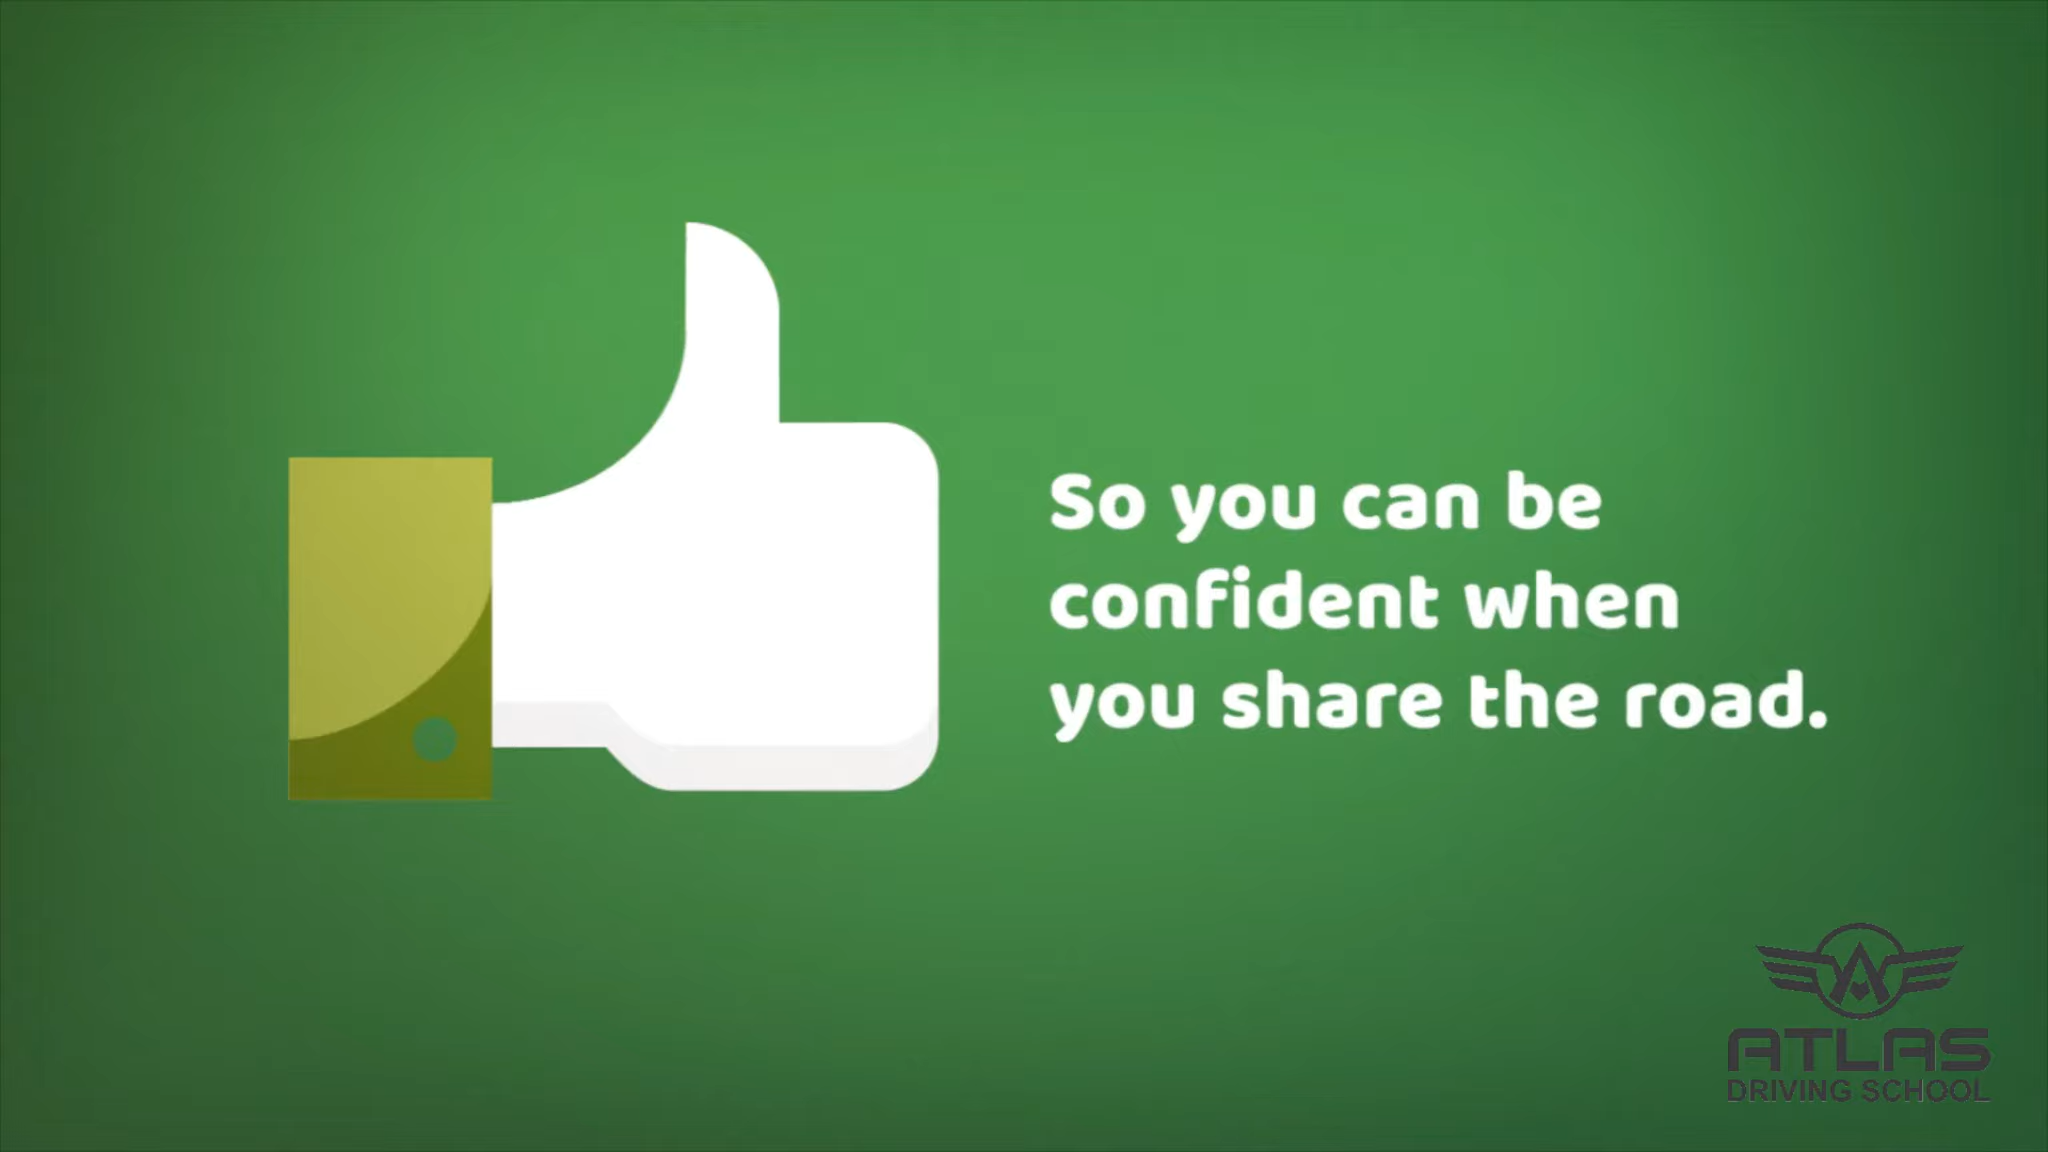 So you can be
confident when
you share the road.
ATLAS
DRIVING SCHOOL